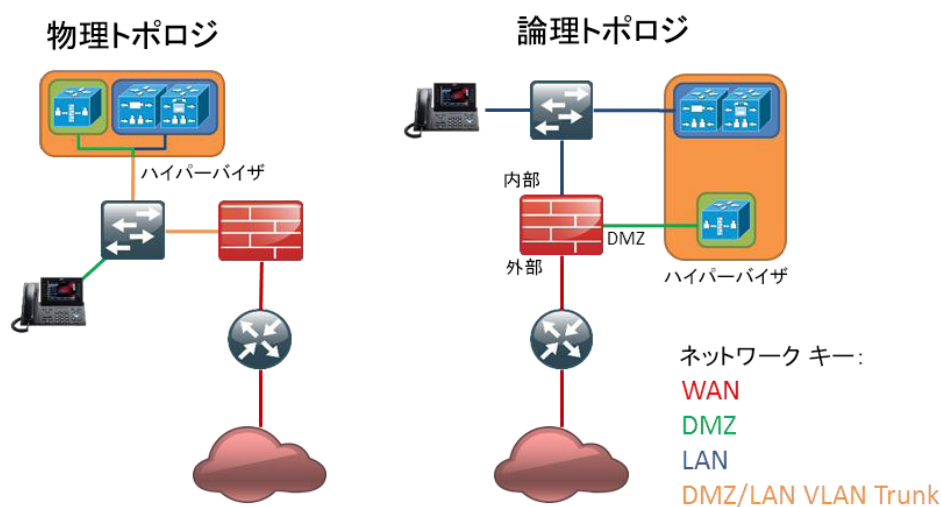 物理トポロジ
論理トポロジ
ハイパーバイザ
内部
DMZ
外部
ハイパーバイザ
ネットワーク キー:
WAN
DMZ
LAN
DMZ/LAN VLAN Trunk